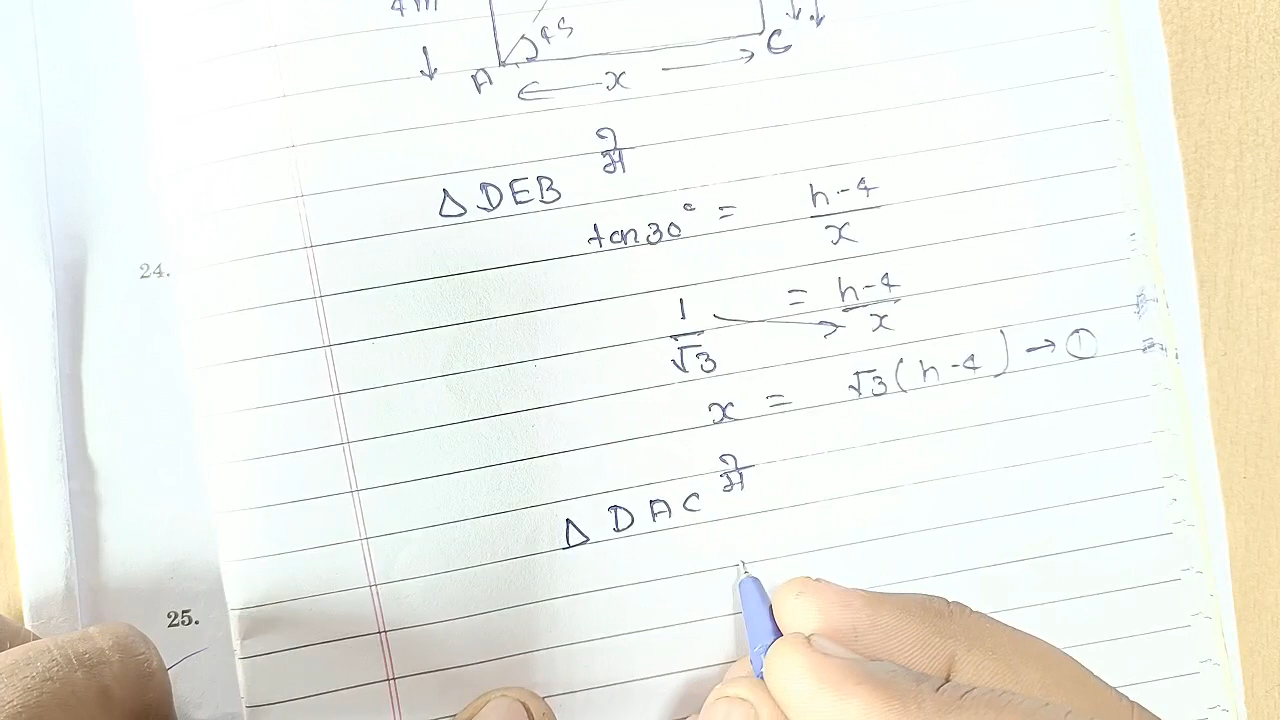 4m
45
A
x
C
Δ DEB में
24.
tan30° = h-4/x
1/√3 = h-4/x
x = √3(h-4) → ①
Δ DAC में
25.